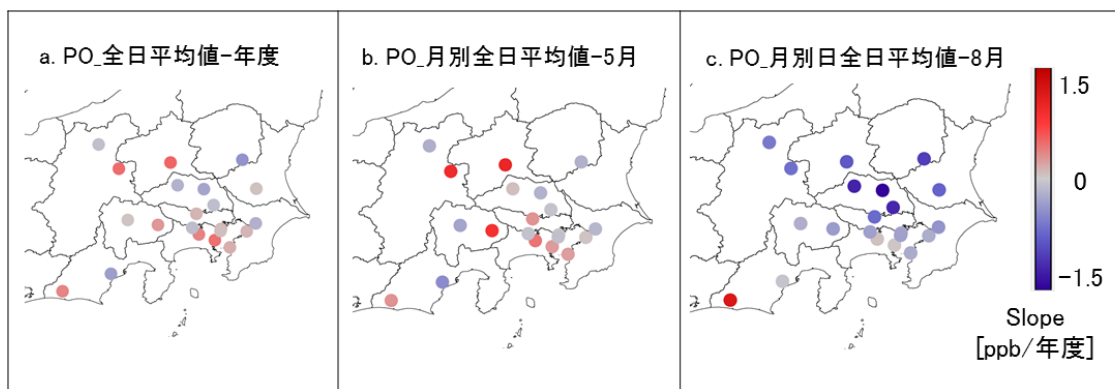 a. PO_全日平均値-年度
b. PO_月別全日平均値-5月
c. PO_月別日全日平均値-8月
1.5
0
-1.5
Slope
[ppb/年度]